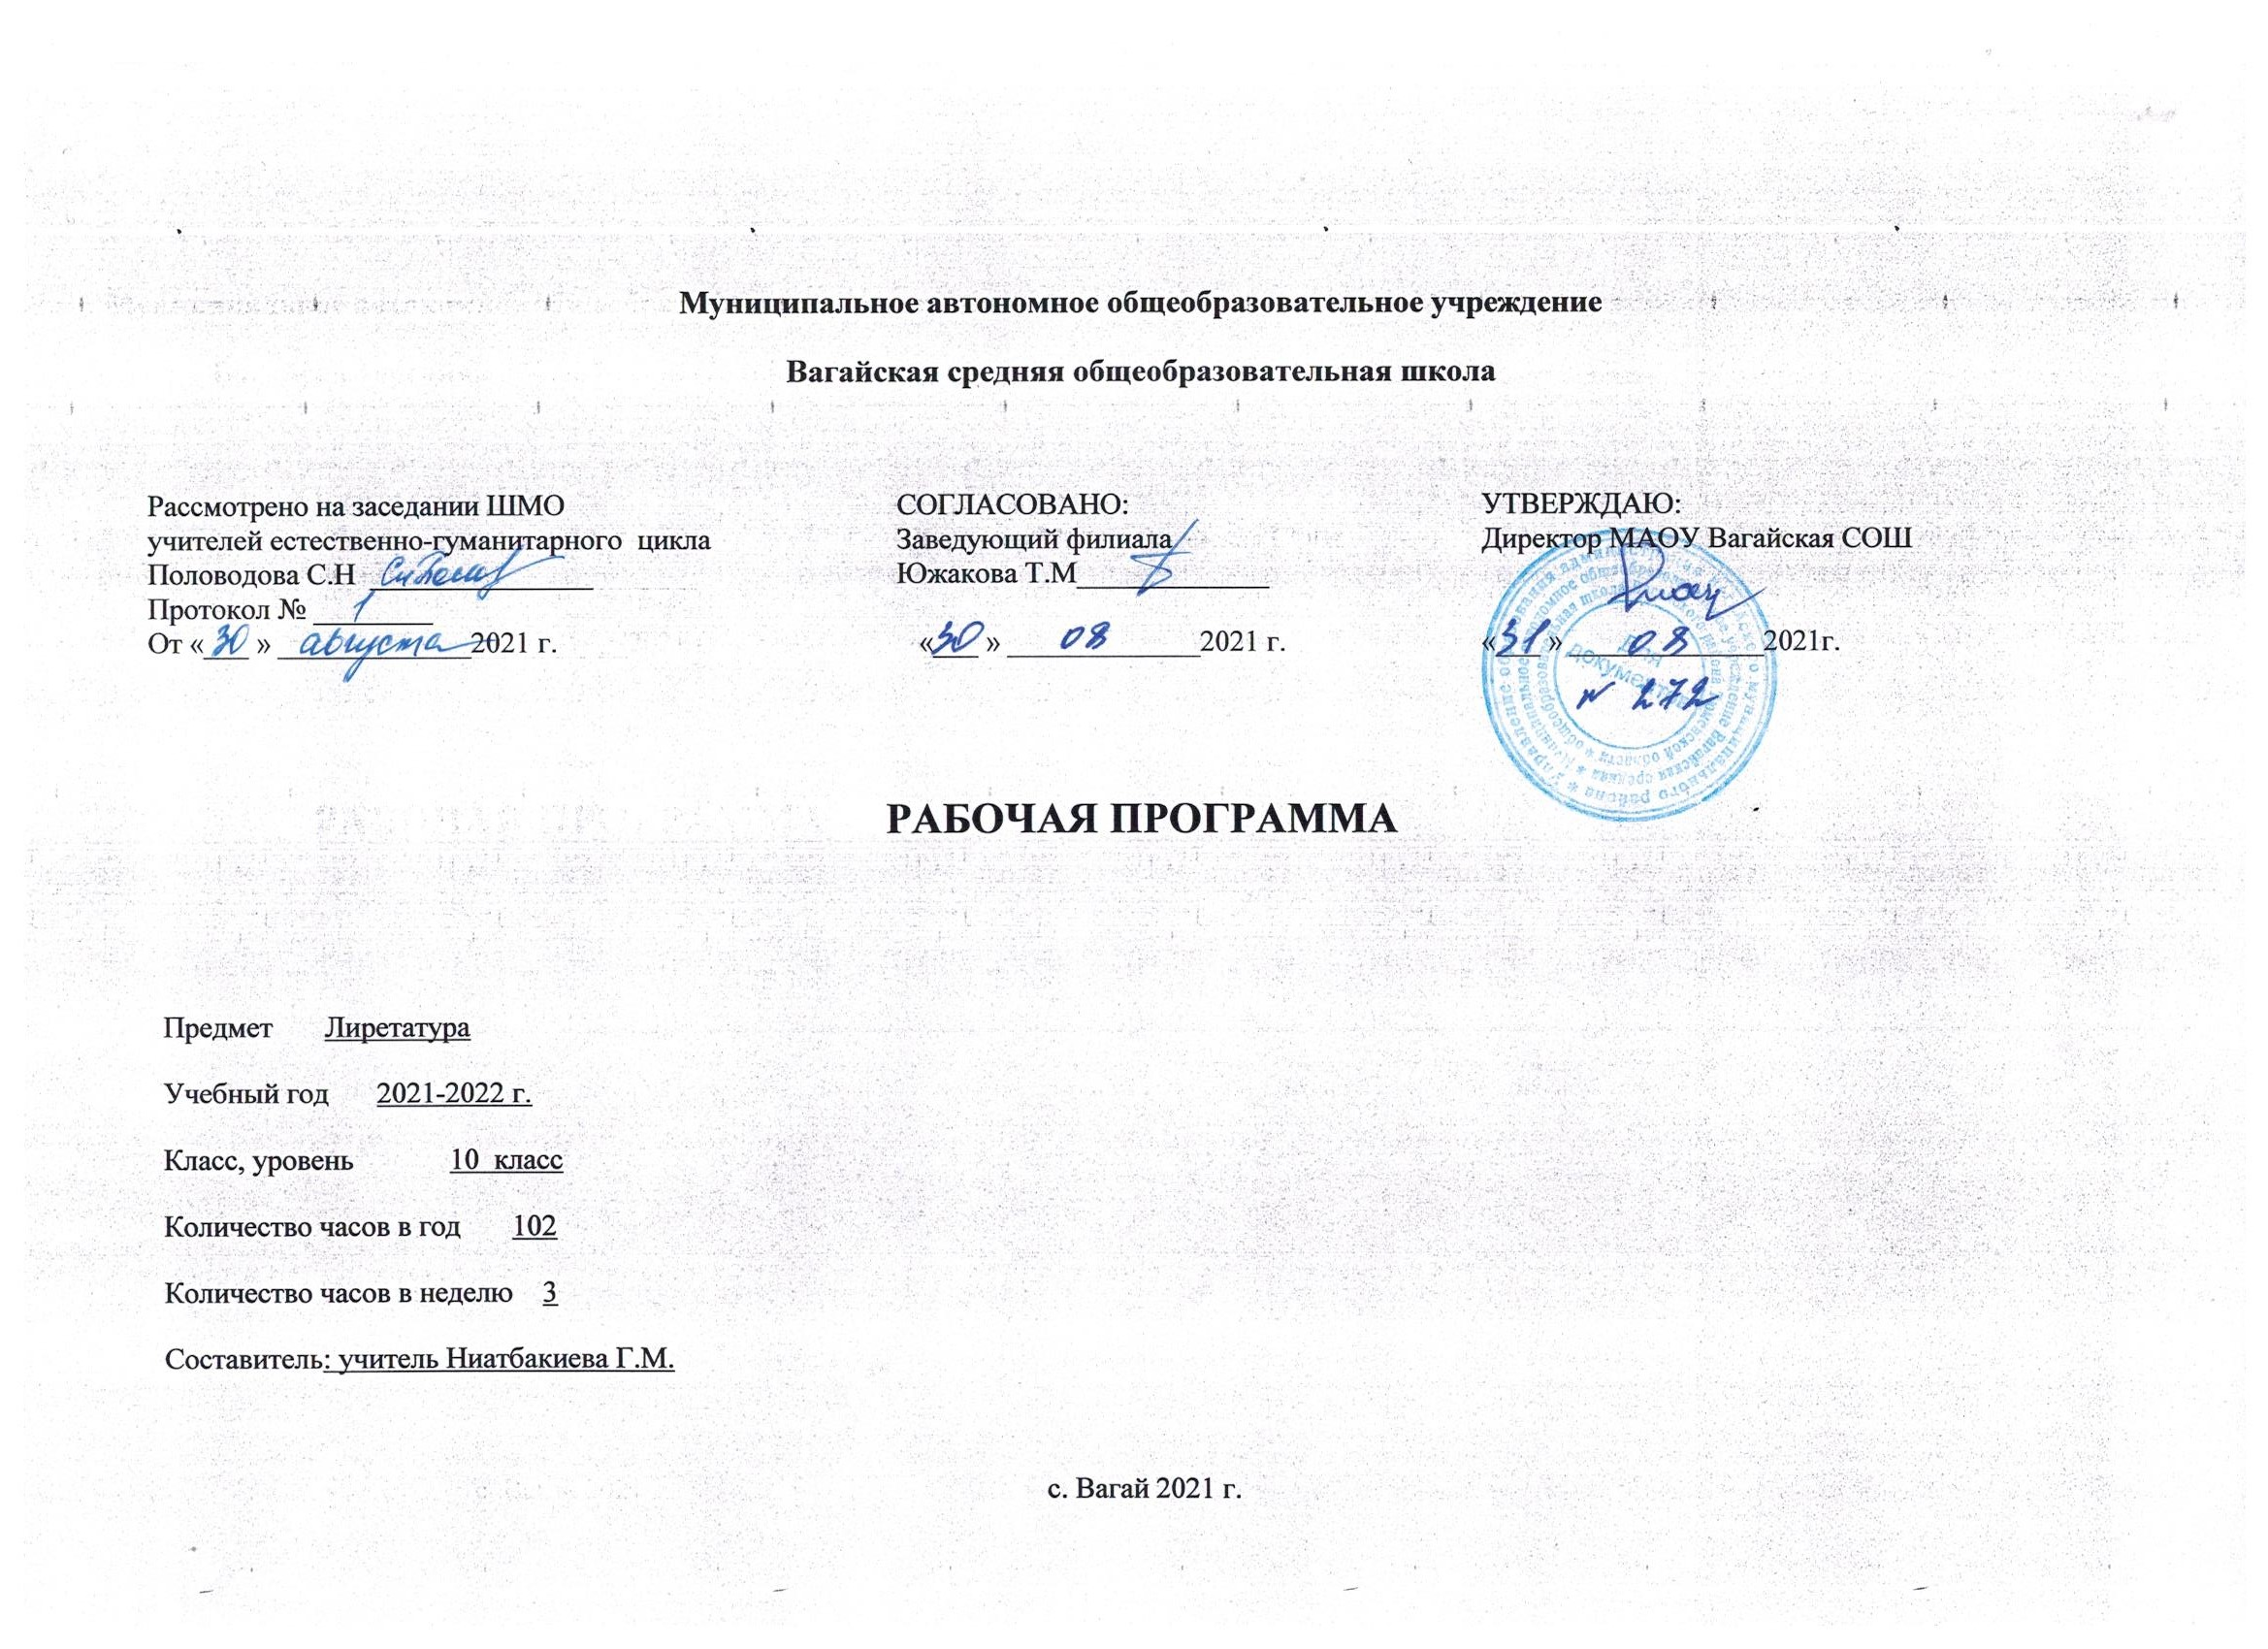 Муниципальное автономное общеобразовательное учреждение
Вагайская средняя общеобразовательная школа
Рассмотрено на заседании ШМО
учителей естественно-гуманитарного цикла
Половодова С.Н
Протокол № 1
От «30» августа 2021 г.
СОГЛАСОВАНО:
Заведующий филиала
Южакова Т.М
«30» 08 2021 г.
УТВЕРЖДАЮ:
Директор МАОУ Вагайская СОШ
«31» 08 2021г.
№ 272
Для
документов
РАБОЧАЯ ПРОГРАММА
Предмет Лиретатура
Учебный год 2021-2022 г.
Класс, уровень 10 класс
Количество часов в год 102
Количество часов в неделю 3
Составитель: учитель Ниатбакиева Г.М.
с. Вагай 2021 г.